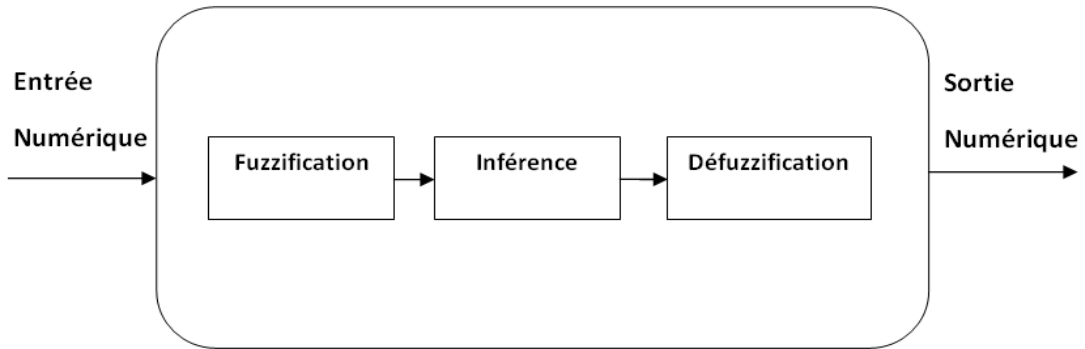 Entrée
Numérique
Fuzzification
Inférence
Défuzzification
Sortie
Numérique